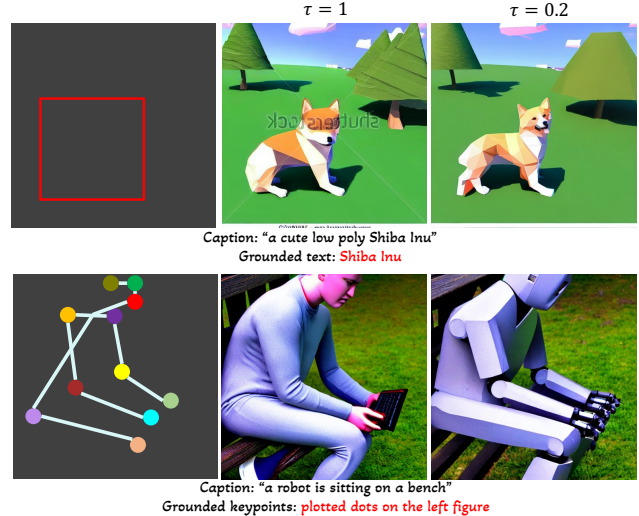 τ = 1
τ = 0.2
shutterstock
Caption: "a cute low poly Shiba Inu"
Grounded text: Shiba Inu
Caption: "a robot is sitting on a bench"
Grounded keypoints: plotted dots on the left figure